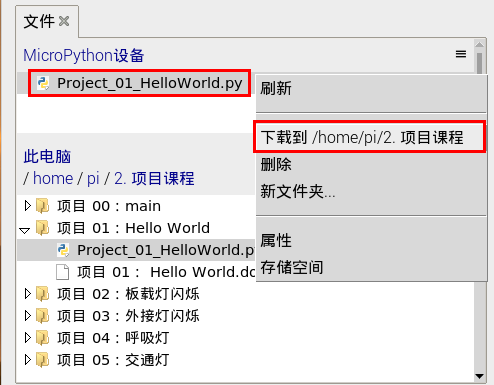 文件
MicroPython设备
Project_01_HelloWorld.py
刷新
下载到 /home/pi/2. 项目课程
删除
新文件夹...
属性
存储空间
此电脑
/ home / pi / 2. 项目课程
项目 00：main
项目 01：Hello World
Project_01_HelloWorld.p
项目 01： Hello World.do
项目 02：板载灯闪烁
项目 03：外接灯闪烁
项目 04：呼吸灯
项目 05：交通灯